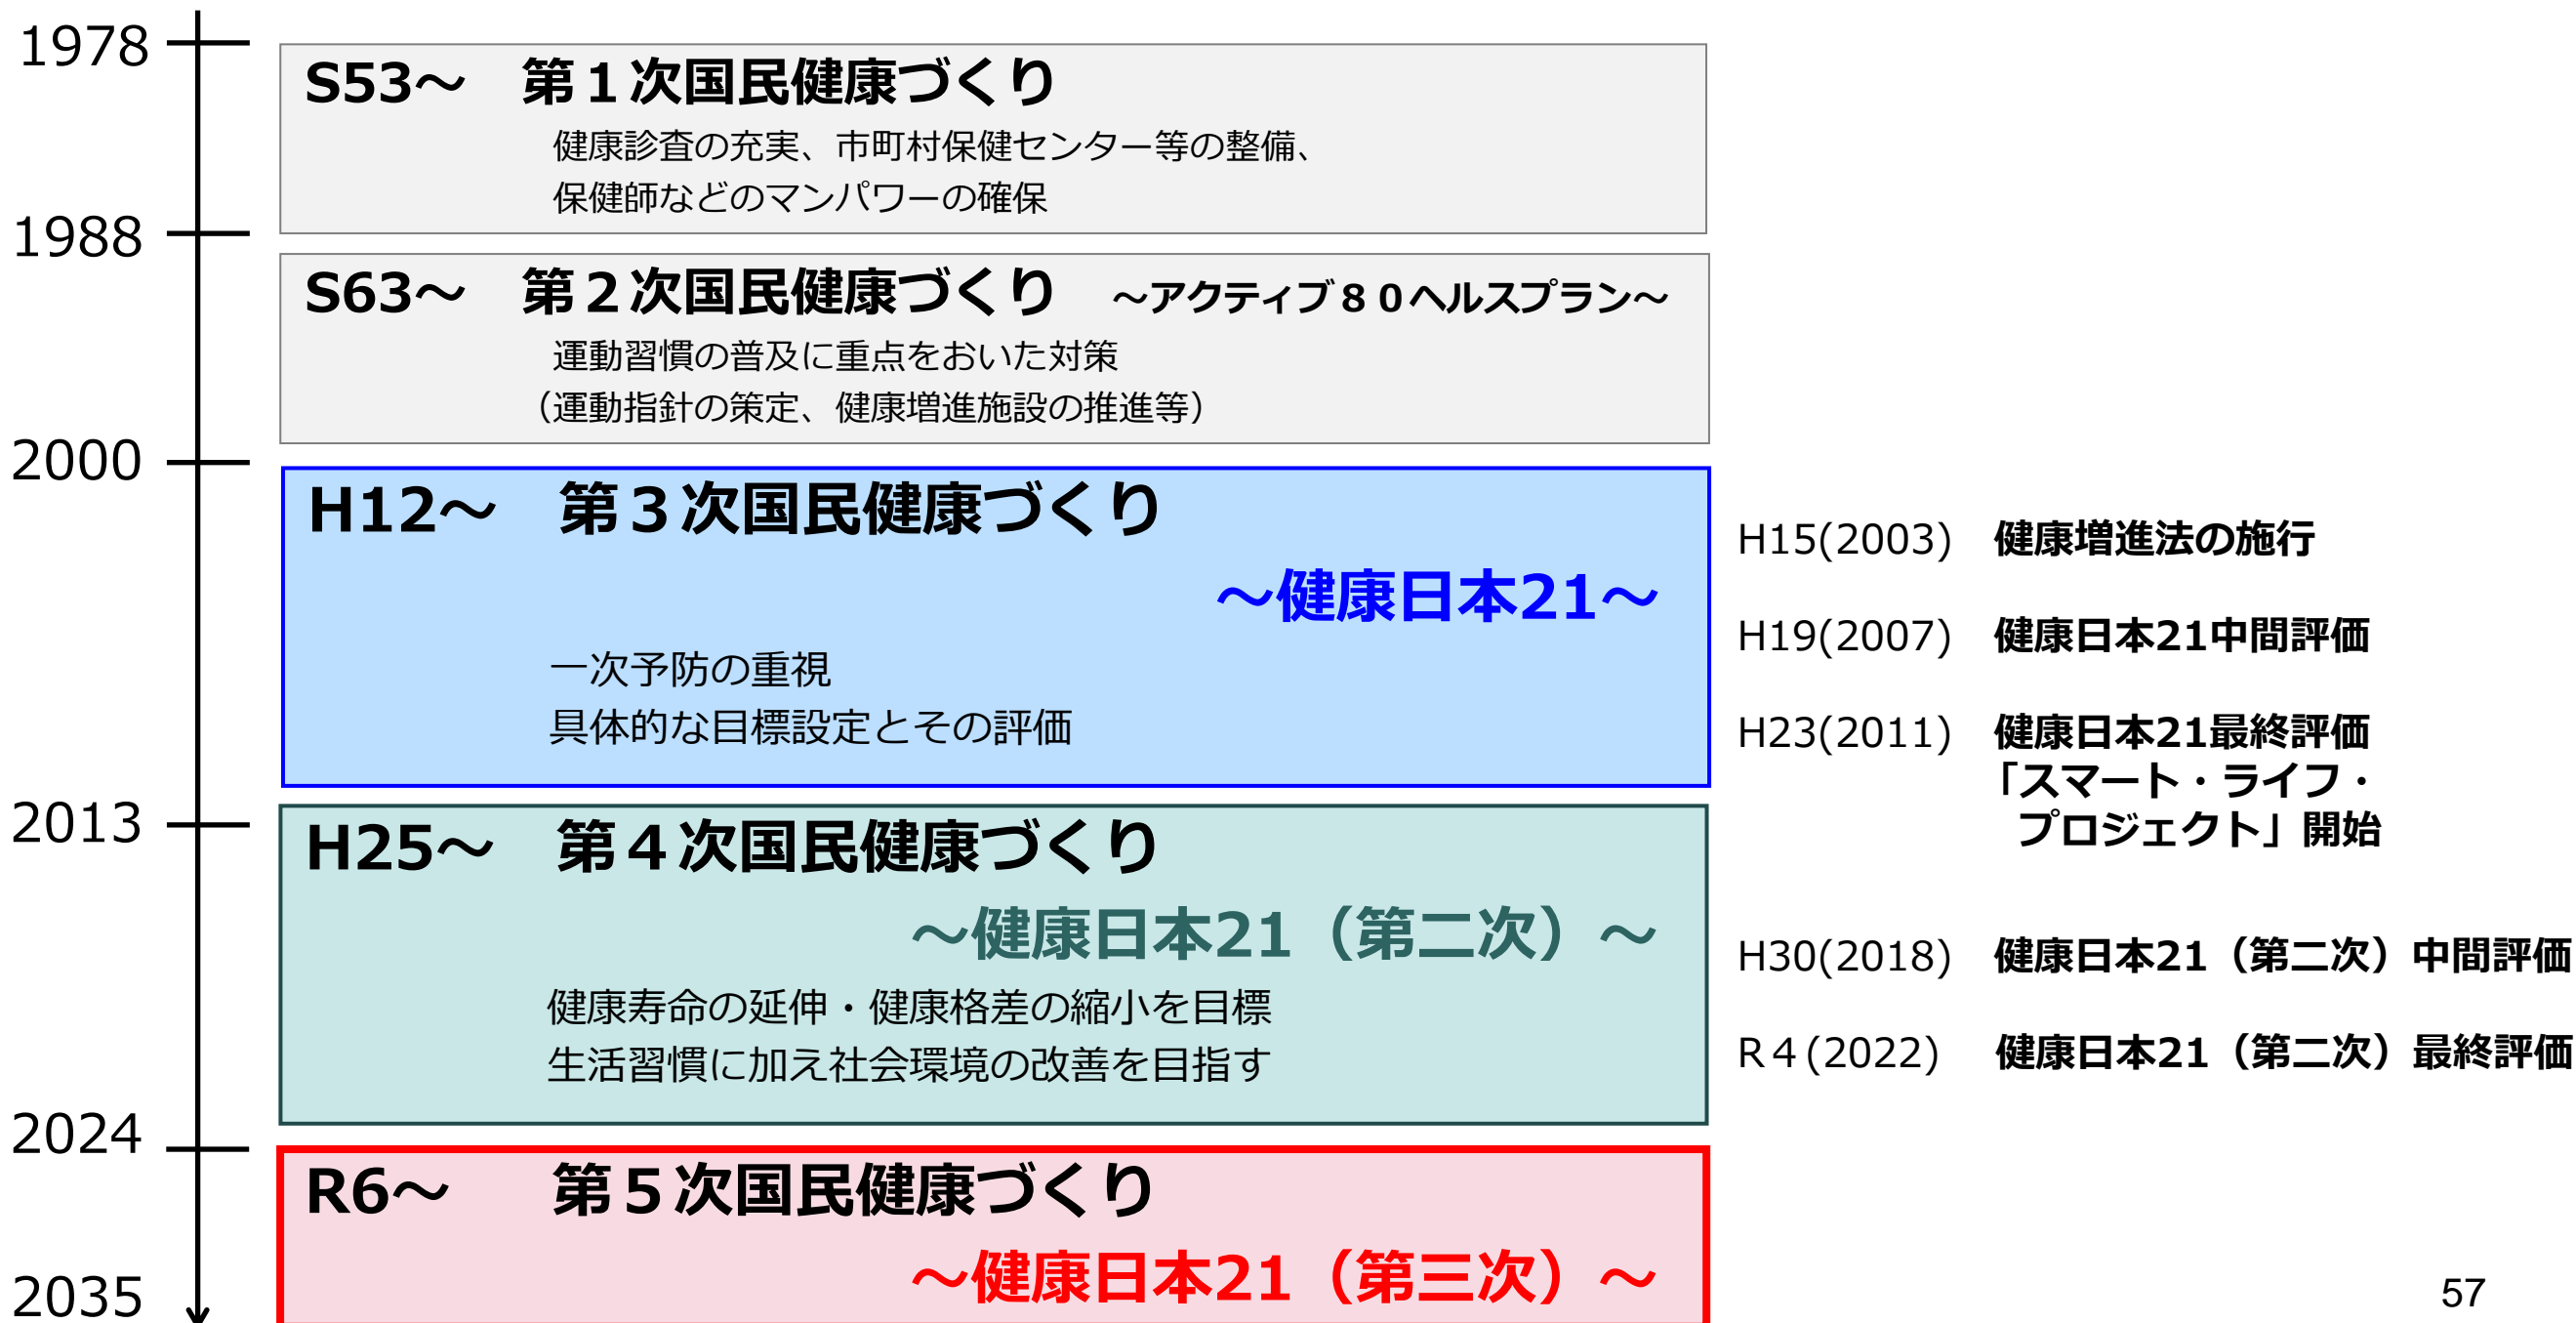 1978
S53～　第１次国民健康づくり
健康診査の充実、市町村保健センター等の整備、
保健師などのマンパワーの確保
1988
S63～　第２次国民健康づくり　～アクティブ８０ヘルスプラン～
運動習慣の普及に重点をおいた対策
（運動指針の策定、健康増進施設の推進等）
2000
H12～　第３次国民健康づくり
～健康日本21～
一次予防の重視
具体的な目標設定とその評価
H15(2003)　健康増進法の施行
H19(2007)　健康日本21中間評価
H23(2011)　健康日本21最終評価
「スマート・ライフ・
プロジェクト」開始
2013
H25～　第４次国民健康づくり
～健康日本21（第二次）～
健康寿命の延伸・健康格差の縮小を目標
生活習慣に加え社会環境の改善を目指す
H30(2018)　健康日本21（第二次）中間評価
R４(2022)　健康日本21（第二次）最終評価
2024
R6～　第５次国民健康づくり
～健康日本21（第三次）～
2035
57